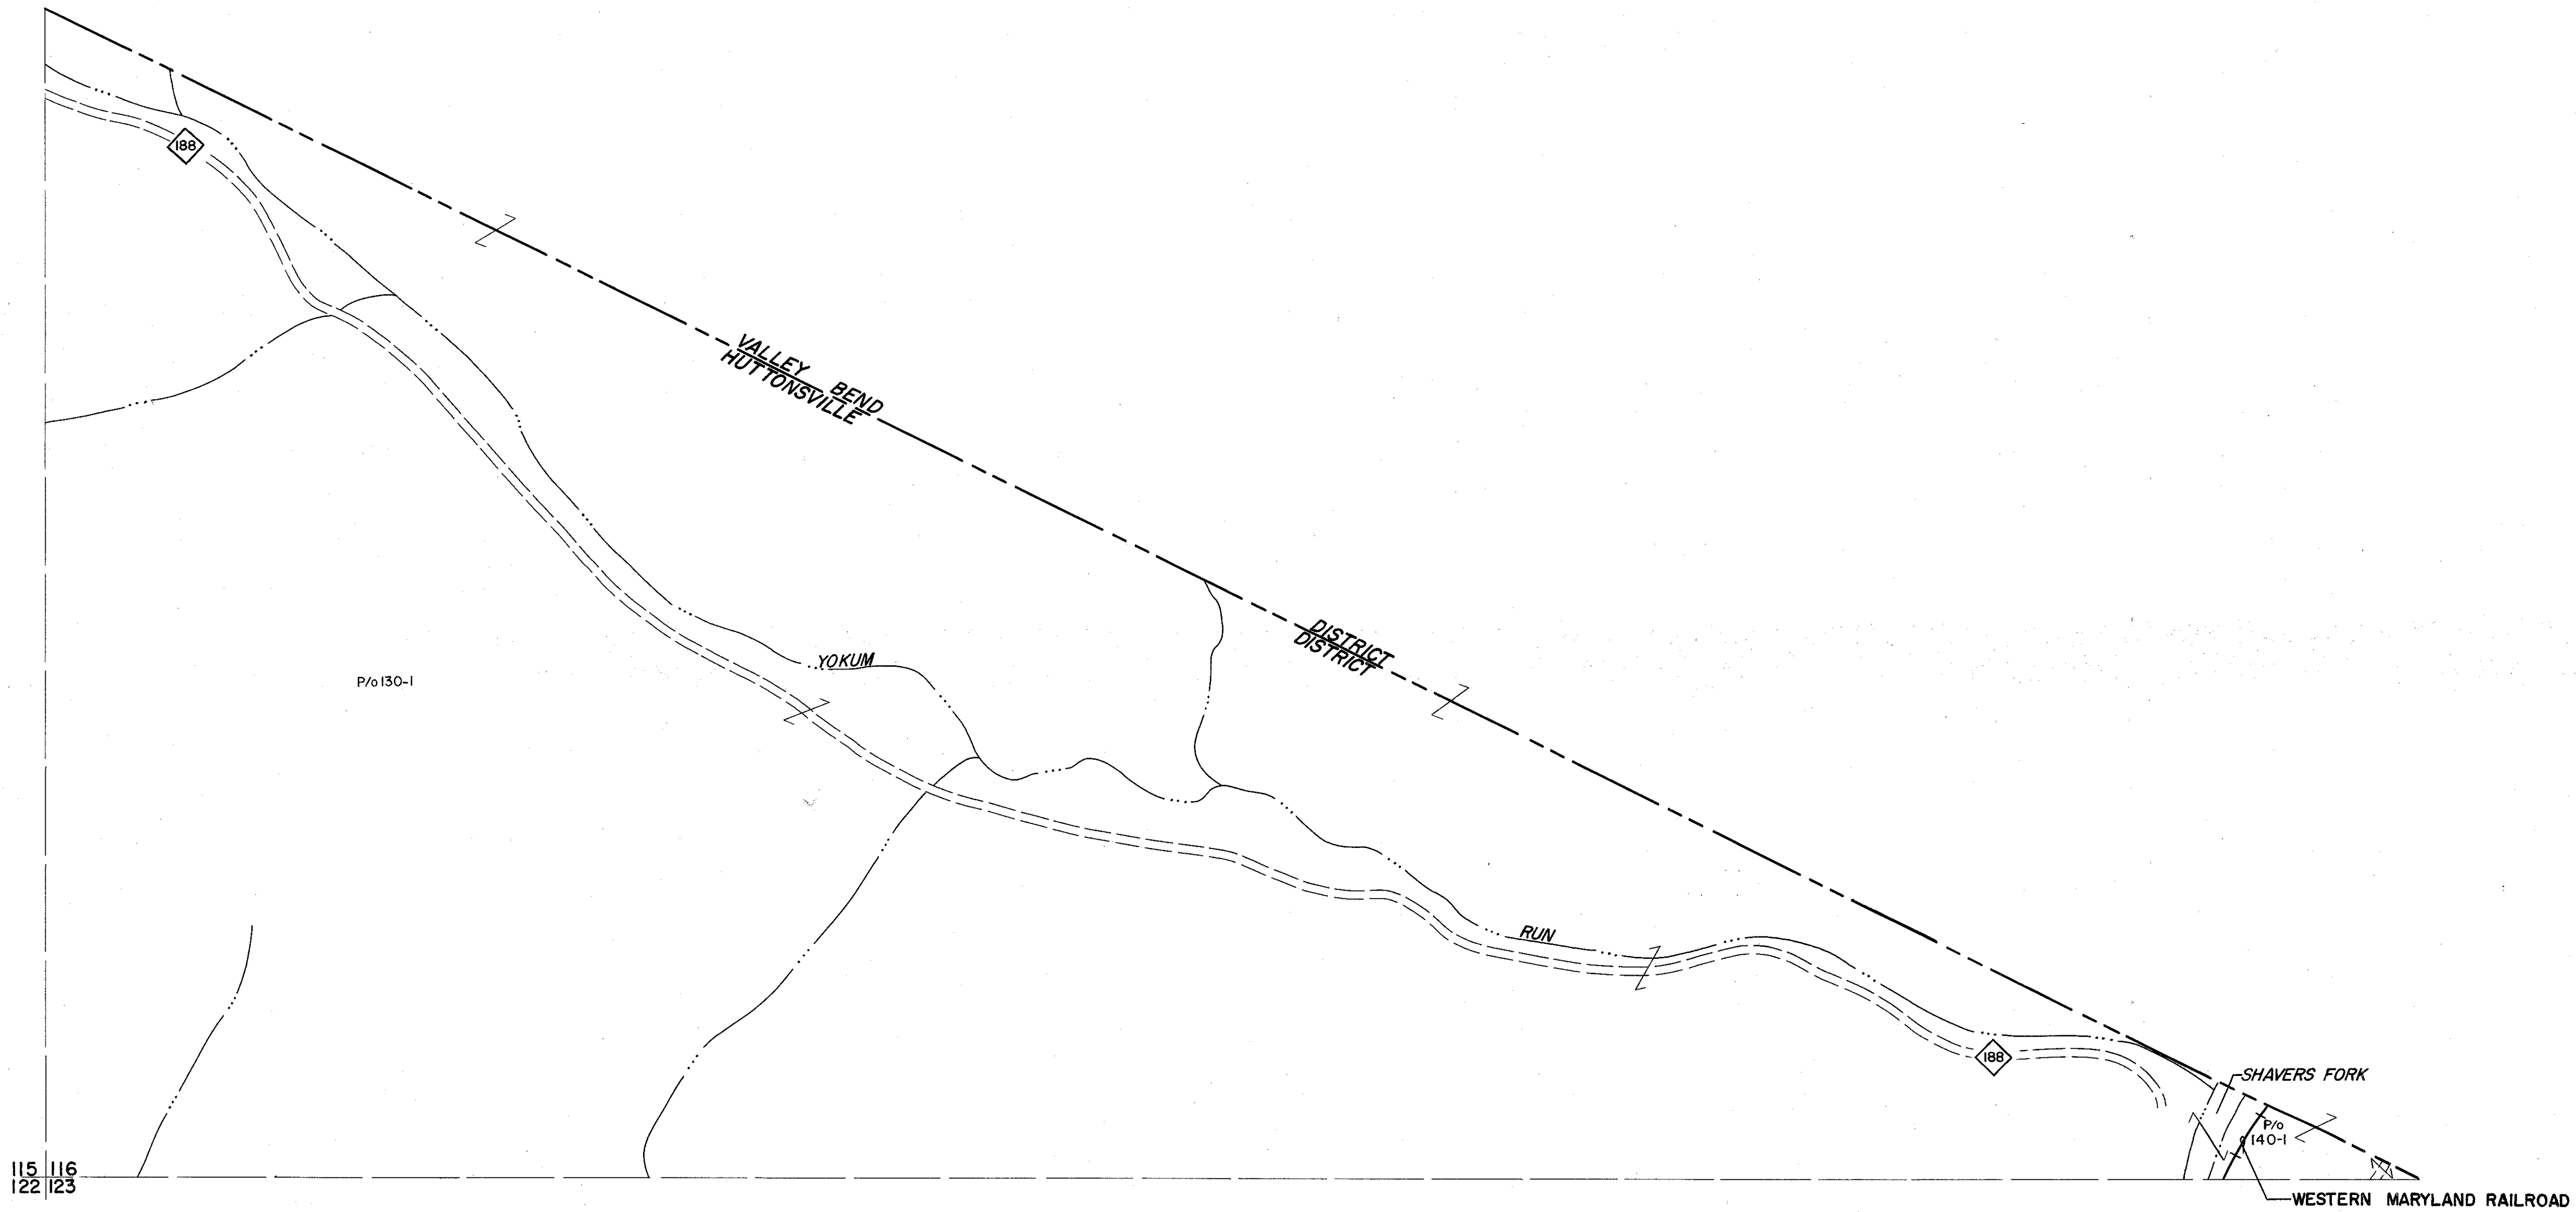 188
VALLEY BEND
HUTTONSVILLE
DISTRICT
DISTRICT
YOKUM
P/o 130-1
RUN
188
SHAVERS FORK
P/o
140-1
115 116
122 123
WESTERN MARYLAND RAILROAD